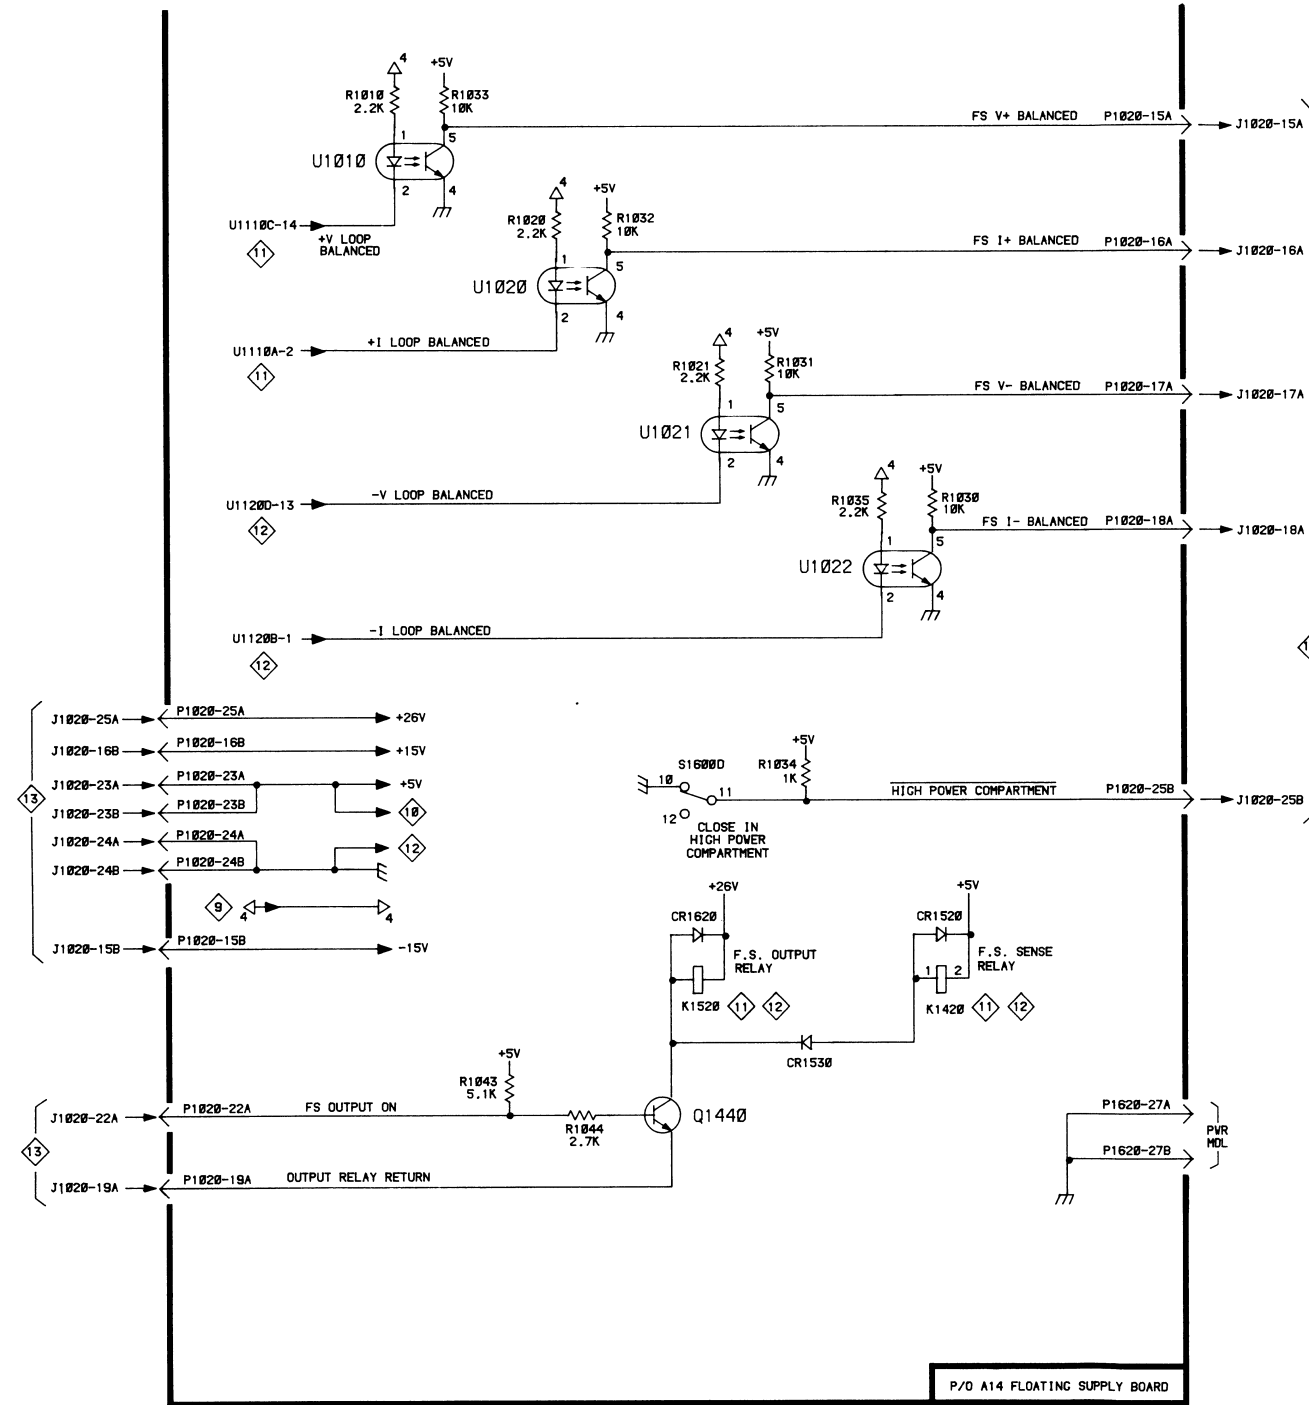 4
+5V
R1010
2.2K
R1033
10K
FS V+ BALANCED
P1020-15A
J1020-15A
1
5
U1010
2
4
U1110C-14
+V LOOP
BALANCED
11
4
+5V
R1020
2.2K
R1032
10K
FS I+ BALANCED
P1020-16A
J1020-16A
1
5
U1020
2
4
U1110A-2
+I LOOP BALANCED
11
4
+5V
R1021
2.2K
R1031
10K
FS V- BALANCED
P1020-17A
J1020-17A
1
5
U1021
2
4
U1120D-13
-V LOOP BALANCED
12
4
+5V
R1035
2.2K
R1030
10K
FS I- BALANCED
P1020-18A
J1020-18A
1
5
U1022
2
4
U1120B-1
-I LOOP BALANCED
12
13
J1020-25A
P1020-25A
+26V
J1020-16B
P1020-16B
+15V
J1020-23A
P1020-23A
+5V
J1020-23B
P1020-23B
10
J1020-24A
P1020-24A
12
J1020-24B
P1020-24B
9
4
4
J1020-15B
P1020-15B
-15V
S1600D
10
11
12
CLOSE IN
HIGH POWER
COMPARTMENT
+5V
R1034
1K
HIGH POWER COMPARTMENT
P1020-25B
J1020-25B
+26V
CR1620
F.S. OUTPUT
RELAY
K1520
11
12
+5V
CR1520
F.S. SENSE
RELAY
1
2
K1420
11
12
CR1530
+5V
R1043
5.1K
13
J1020-22A
P1020-22A
FS OUTPUT ON
R1044
2.7K
Q1440
J1020-19A
P1020-19A
OUTPUT RELAY RETURN
P1620-27A
P1620-27B
PWR
MDL
P/O A14 FLOATING SUPPLY BOARD